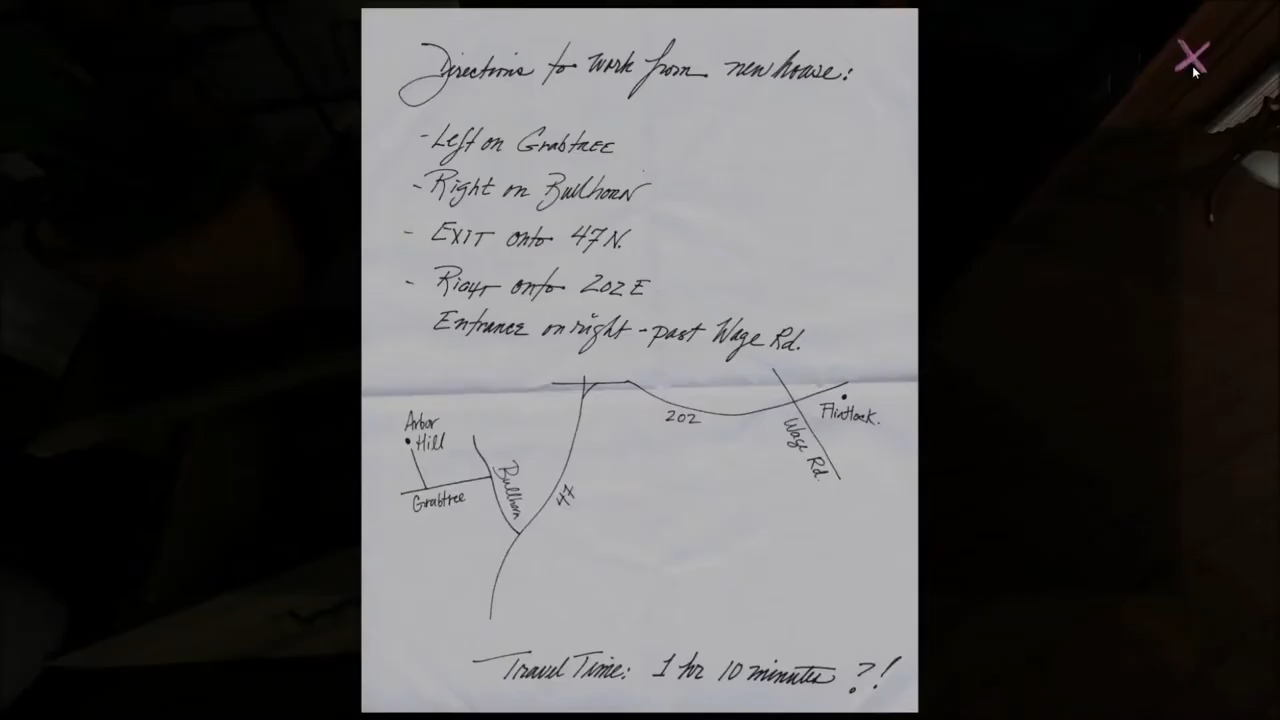 Directions to work from new house:
- Left on Grabtree
- Right on Bullhorn
- EXIT onto 47 N.
- Right onto 202 E
Entrance on right - past Wage Rd.
202
Flintlock.
Arbor
Hill
Wage Rd.
Bullhorn
47
Grabtree
Travel Time: 1 hr 10 minutes ?!